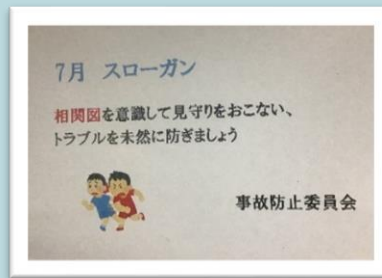 7月 スローガン
相関図を意識して見守りをおこない、
トラブルを未然に防ぎましょう
事故防止委員会